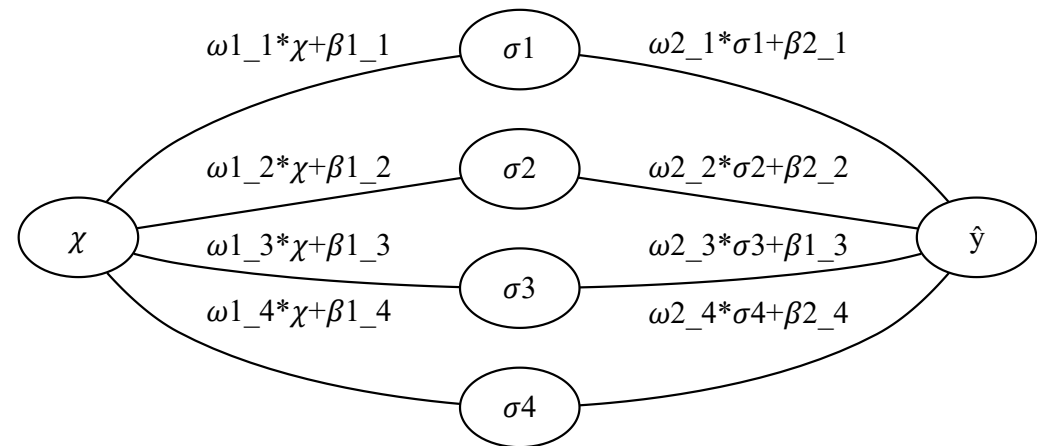 ω1_1*χ+β1_1
σ1
ω2_1*σ1+β2_1
ω1_2*χ+β1_2
σ2
ω2_2*σ2+β2_2
χ
ŷ
ω1_3*χ+β1_3
σ3
ω2_3*σ3+β1_3
ω1_4*χ+β1_4
σ4
ω2_4*σ4+β2_4